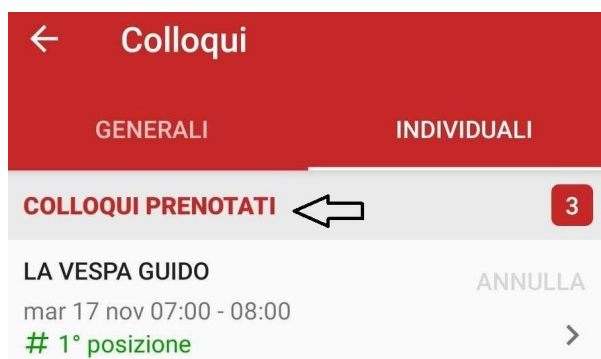 Colloqui
GENERALI INDIVIDUALI
COLLOQUI PRENOTATI 3
LA VESPA GUIDO
ANNULLA
mar 17 nov 07:00 - 08:00
# 1° posizione